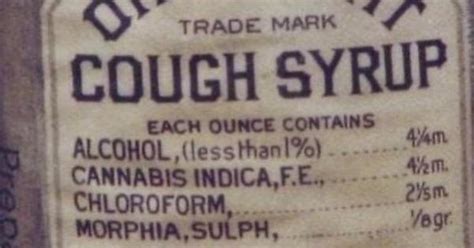 TRADE MARK
COUGH SYRUP
EACH OUNCE CONTAINS
ALCOHOL, (less than 1%) 4¼m.
CANNABIS INDICA, F.E., 4½m.
CHLOROFORM, 2⅕m.
MORPHIA, SULPH, ⅛gr.